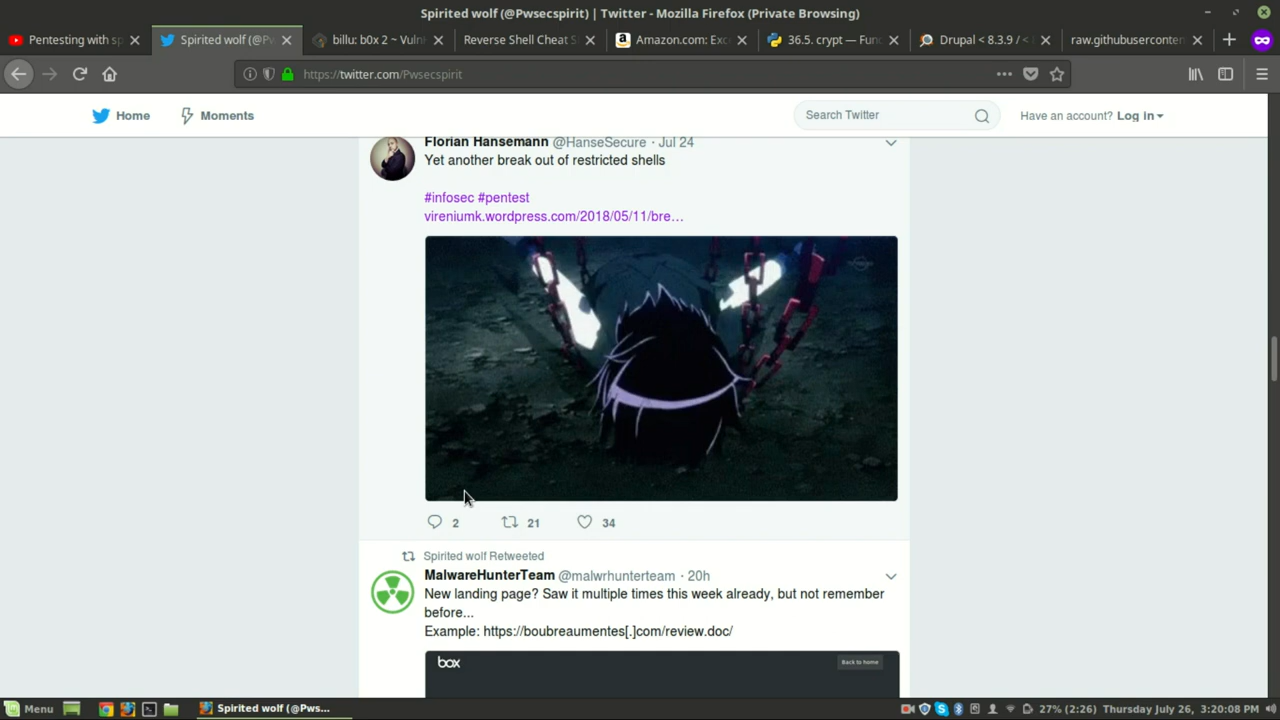 Spirited wolf (@Pwsecspirit) | Twitter - Mozilla Firefox (Private Browsing)
Pentesting with sp
Spirited wolf (@Pw
billu: b0x 2 ~ Vuln
Reverse Shell Cheat S
Amazon.com: Exc
36.5. crypt — Fun
Drupal < 8.3.9 / <
raw.githubuserconten
https://twitter.com/Pwsecspirit
Home
Moments
Search Twitter
Have an account? Log in
Florian Hansemann @HanseSecure · Jul 24
Yet another break out of restricted shells
#infosec #pentest
vireniumk.wordpress.com/2018/05/11/bre…
2
21
34
Spirited wolf Retweeted
MalwareHunterTeam @malwrhunterteam · 20h
New landing page? Saw it multiple times this week already, but not remember
before...
Example: https://boubreaumentes[.]com/review.doc/
box
Back to home
Menu
Spirited wolf (@Pws...
27% (2:26)
Thursday July 26, 3:20:08 PM